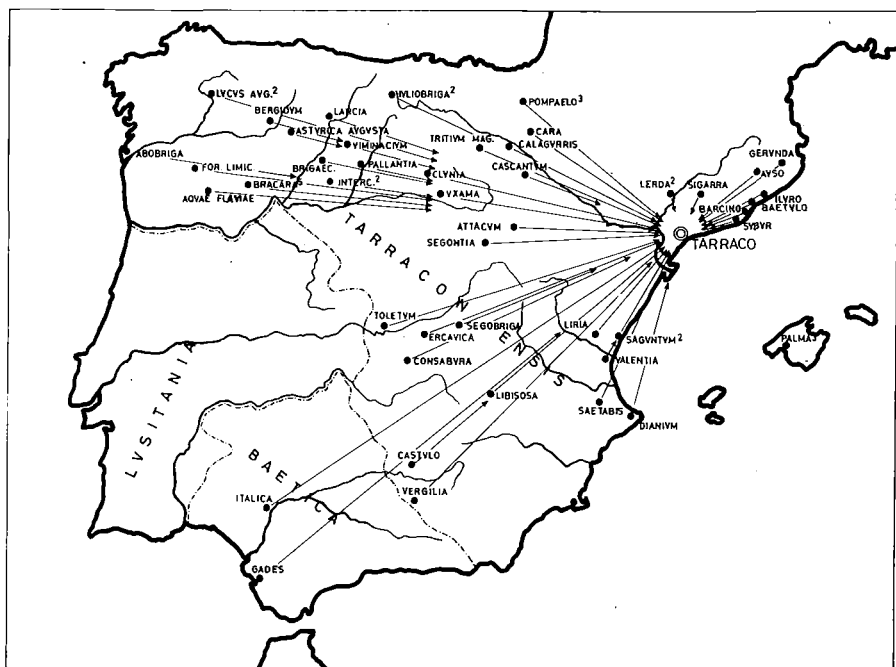 LVCVS AVG.²
BERGIDVM
LANCIA
IVLIOBRIGA²
POMPAELO³
ASTVRICA AVGVSTA
VIMINACIVM
TRITIVM MAG.
CARA
CALAGVRRIS
ABOBRIGA
FOR. LIMIC.
BRIGAEC.
PALLANTIA
CLVNIA
CASCANTVM
GERVNDA
AVSO
BRACARA⁵
INTERC.²
VXAMA
LERDA²
SIGARRA
AQVAE FLAVIAE
BARCINO
ILVRO
BAETVLO
SVBVR
ATTACVM
SEGONTIA
TARRACO
TARRACONENSIS
TOLETVM
SEGOBRIGA
ERCAVICA
LIRIA
SAGVNTVM²
PALMA³
CONSABVRA
VALENTIA
LVSITANIA
LIBISOSA
SAETABIS
DIANIVM
BAETICA
CASTVLO
ITALICA
VERGILIA
GADES